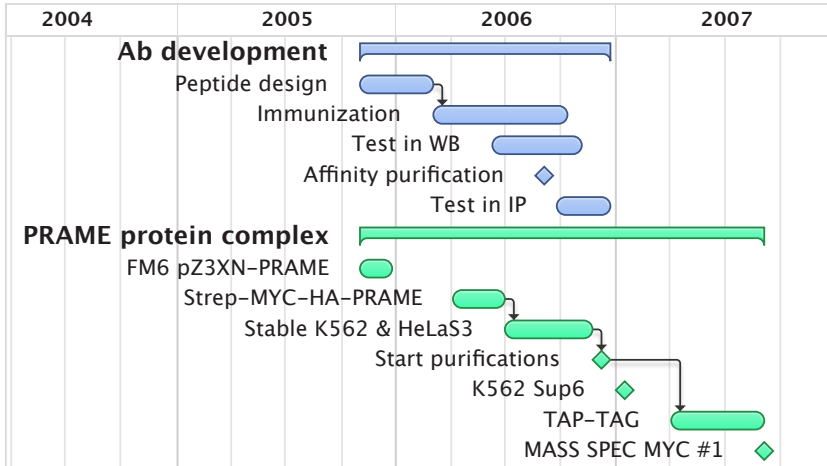 2004 2005 2006 2007
Ab development
Peptide design
Immunization
Test in WB
Affinity purification
Test in IP
PRAME protein complex
FM6 pZ3XN-PRAME
Strep-MYC-HA-PRAME
Stable K562 & HeLaS3
Start purifications
K562 Sup6
TAP-TAG
MASS SPEC MYC #1